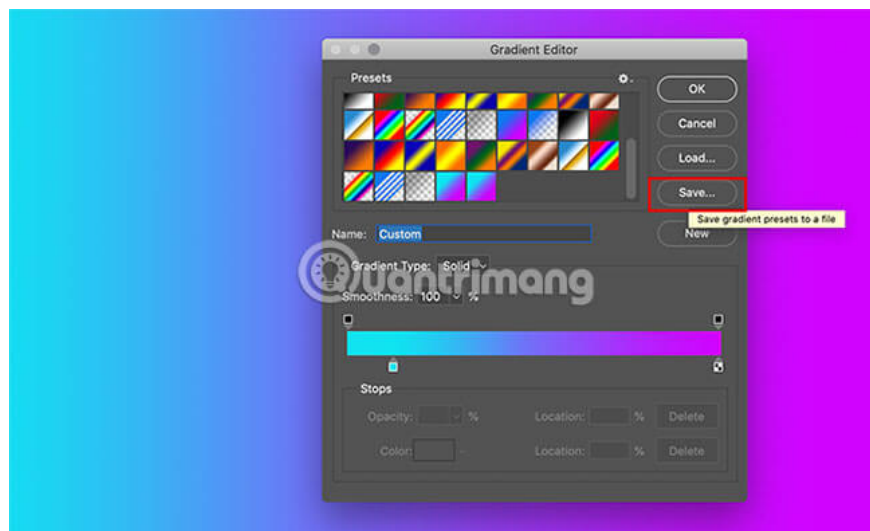 Gradient Editor
Presets
OK
Cancel
Load...
Save...
Save gradient presets to a file
Name: Custom
New
Gradient Type: Solid
Quantrimang
Smoothness: 100 %
Stops
Opacity: % Location: % Delete
Color: Location: % Delete